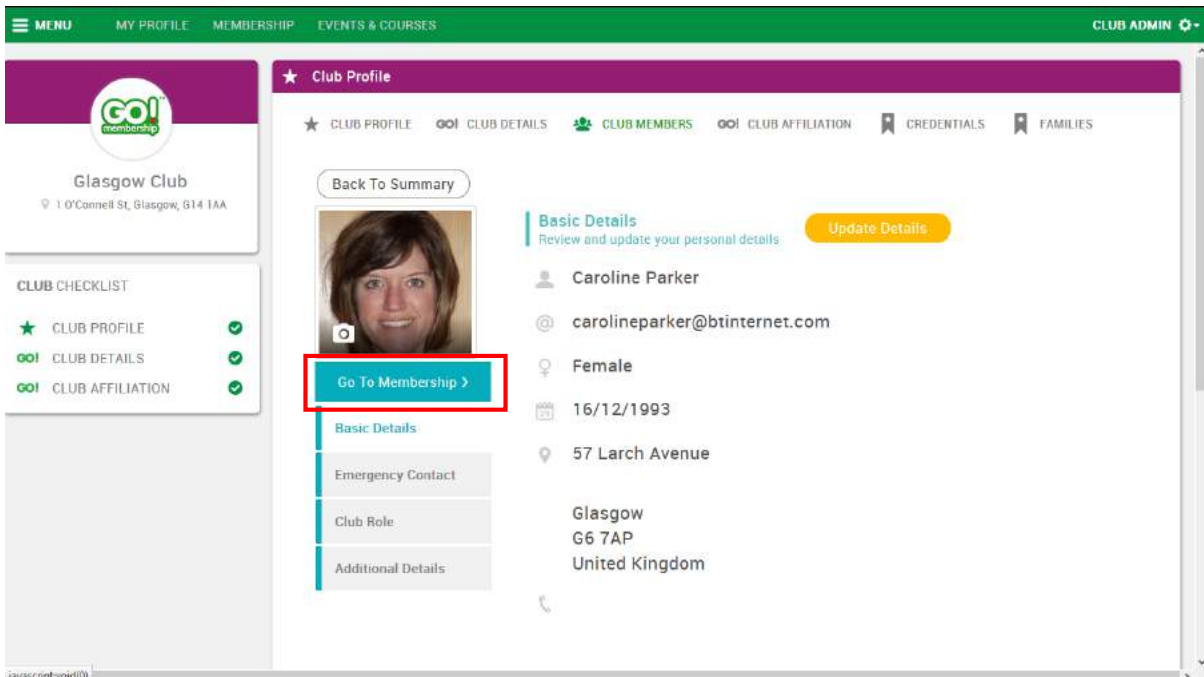 MENU MY PROFILE MEMBERSHIP EVENTS & COURSES CLUB ADMIN
GO! membership
Glasgow Club
1 O'Connell St, Glasgow, G14 1AA
CLUB CHECKLIST
CLUB PROFILE
GO! CLUB DETAILS
GO! CLUB AFFILIATION
Club Profile
CLUB PROFILE GO! CLUB DETAILS CLUB MEMBERS GO! CLUB AFFILIATION CREDENTIALS FAMILIES
Back To Summary
Go To Membership
Basic Details
Emergency Contact
Club Role
Additional Details
Basic Details
Review and update your personal details
Update Details
Caroline Parker
carolineparker@btinternet.com
Female
16/12/1993
57 Larch Avenue
Glasgow
G6 7AP
United Kingdom
javascript:void(0)